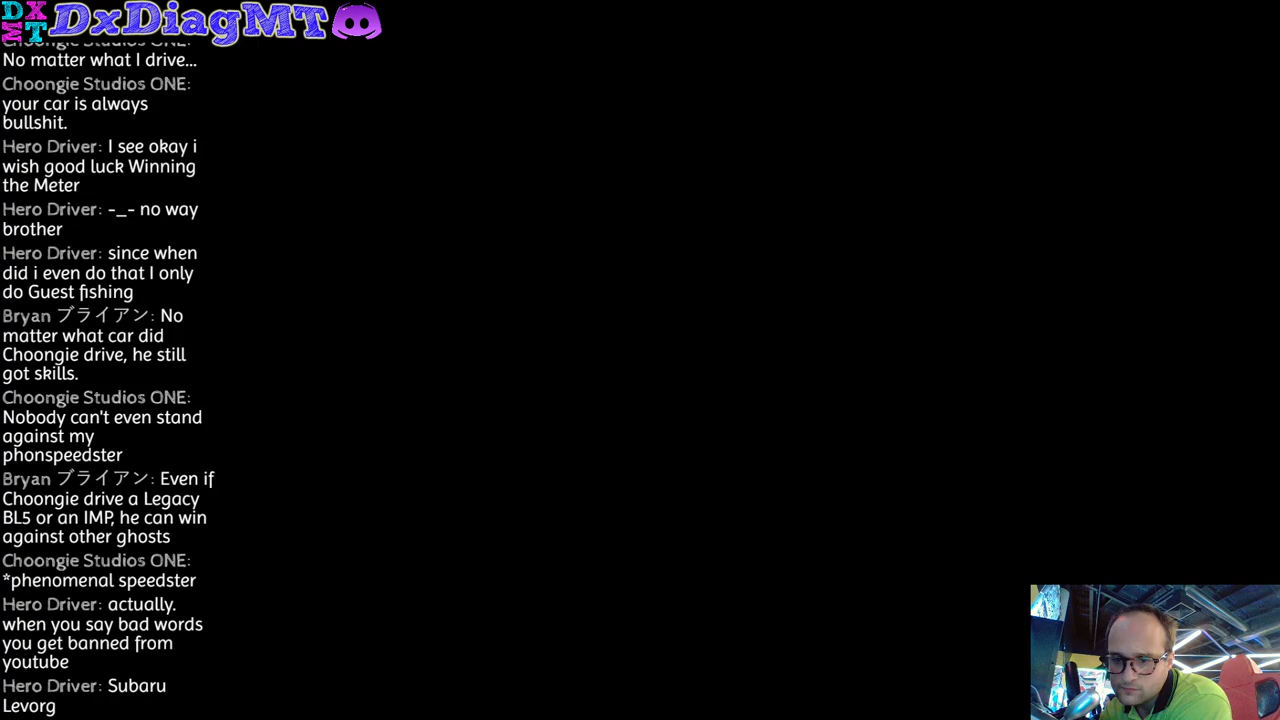 DXMT DxDiagMT
Choongie Studios ONE:
No matter what I drive...
Choongie Studios ONE:
your car is always
bullshit.
Hero Driver: I see okay i
wish good luck Winning
the Meter
Hero Driver: -_- no way
brother
Hero Driver: since when
did i even do that I only
do Guest fishing
Bryan ブライアン: No
matter what car did
Choongie drive, he still
got skills.
Choongie Studios ONE:
Nobody can't even stand
against my
phonspeedster
Bryan ブライアン: Even if
Choongie drive a Legacy
BL5 or an IMP, he can win
against other ghosts
Choongie Studios ONE:
*phenomenal speedster
Hero Driver: actually.
when you say bad words
you get banned from
youtube
Hero Driver: Subaru
Levorg